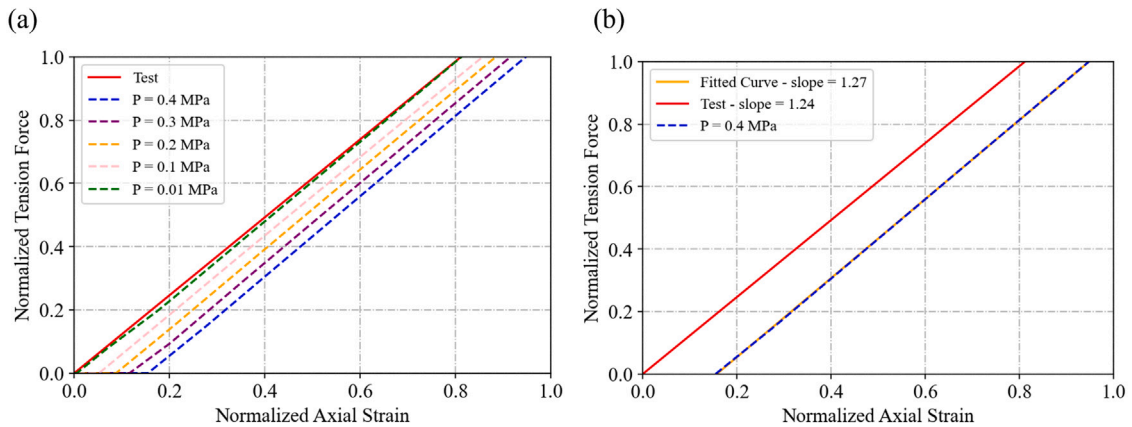 (a)
1.0
0.8
0.6
0.4
0.2
0.0
Normalized Tension Force
Test
P = 0.4 MPa
P = 0.3 MPa
P = 0.2 MPa
P = 0.1 MPa
P = 0.01 MPa
0.0 0.2 0.4 0.6 0.8 1.0
Normalized Axial Strain
(b)
1.0
0.8
0.6
0.4
0.2
0.0
Normalized Tension Force
Fitted Curve - slope = 1.27
Test - slope = 1.24
P = 0.4 MPa
0.0 0.2 0.4 0.6 0.8 1.0
Normalized Axial Strain